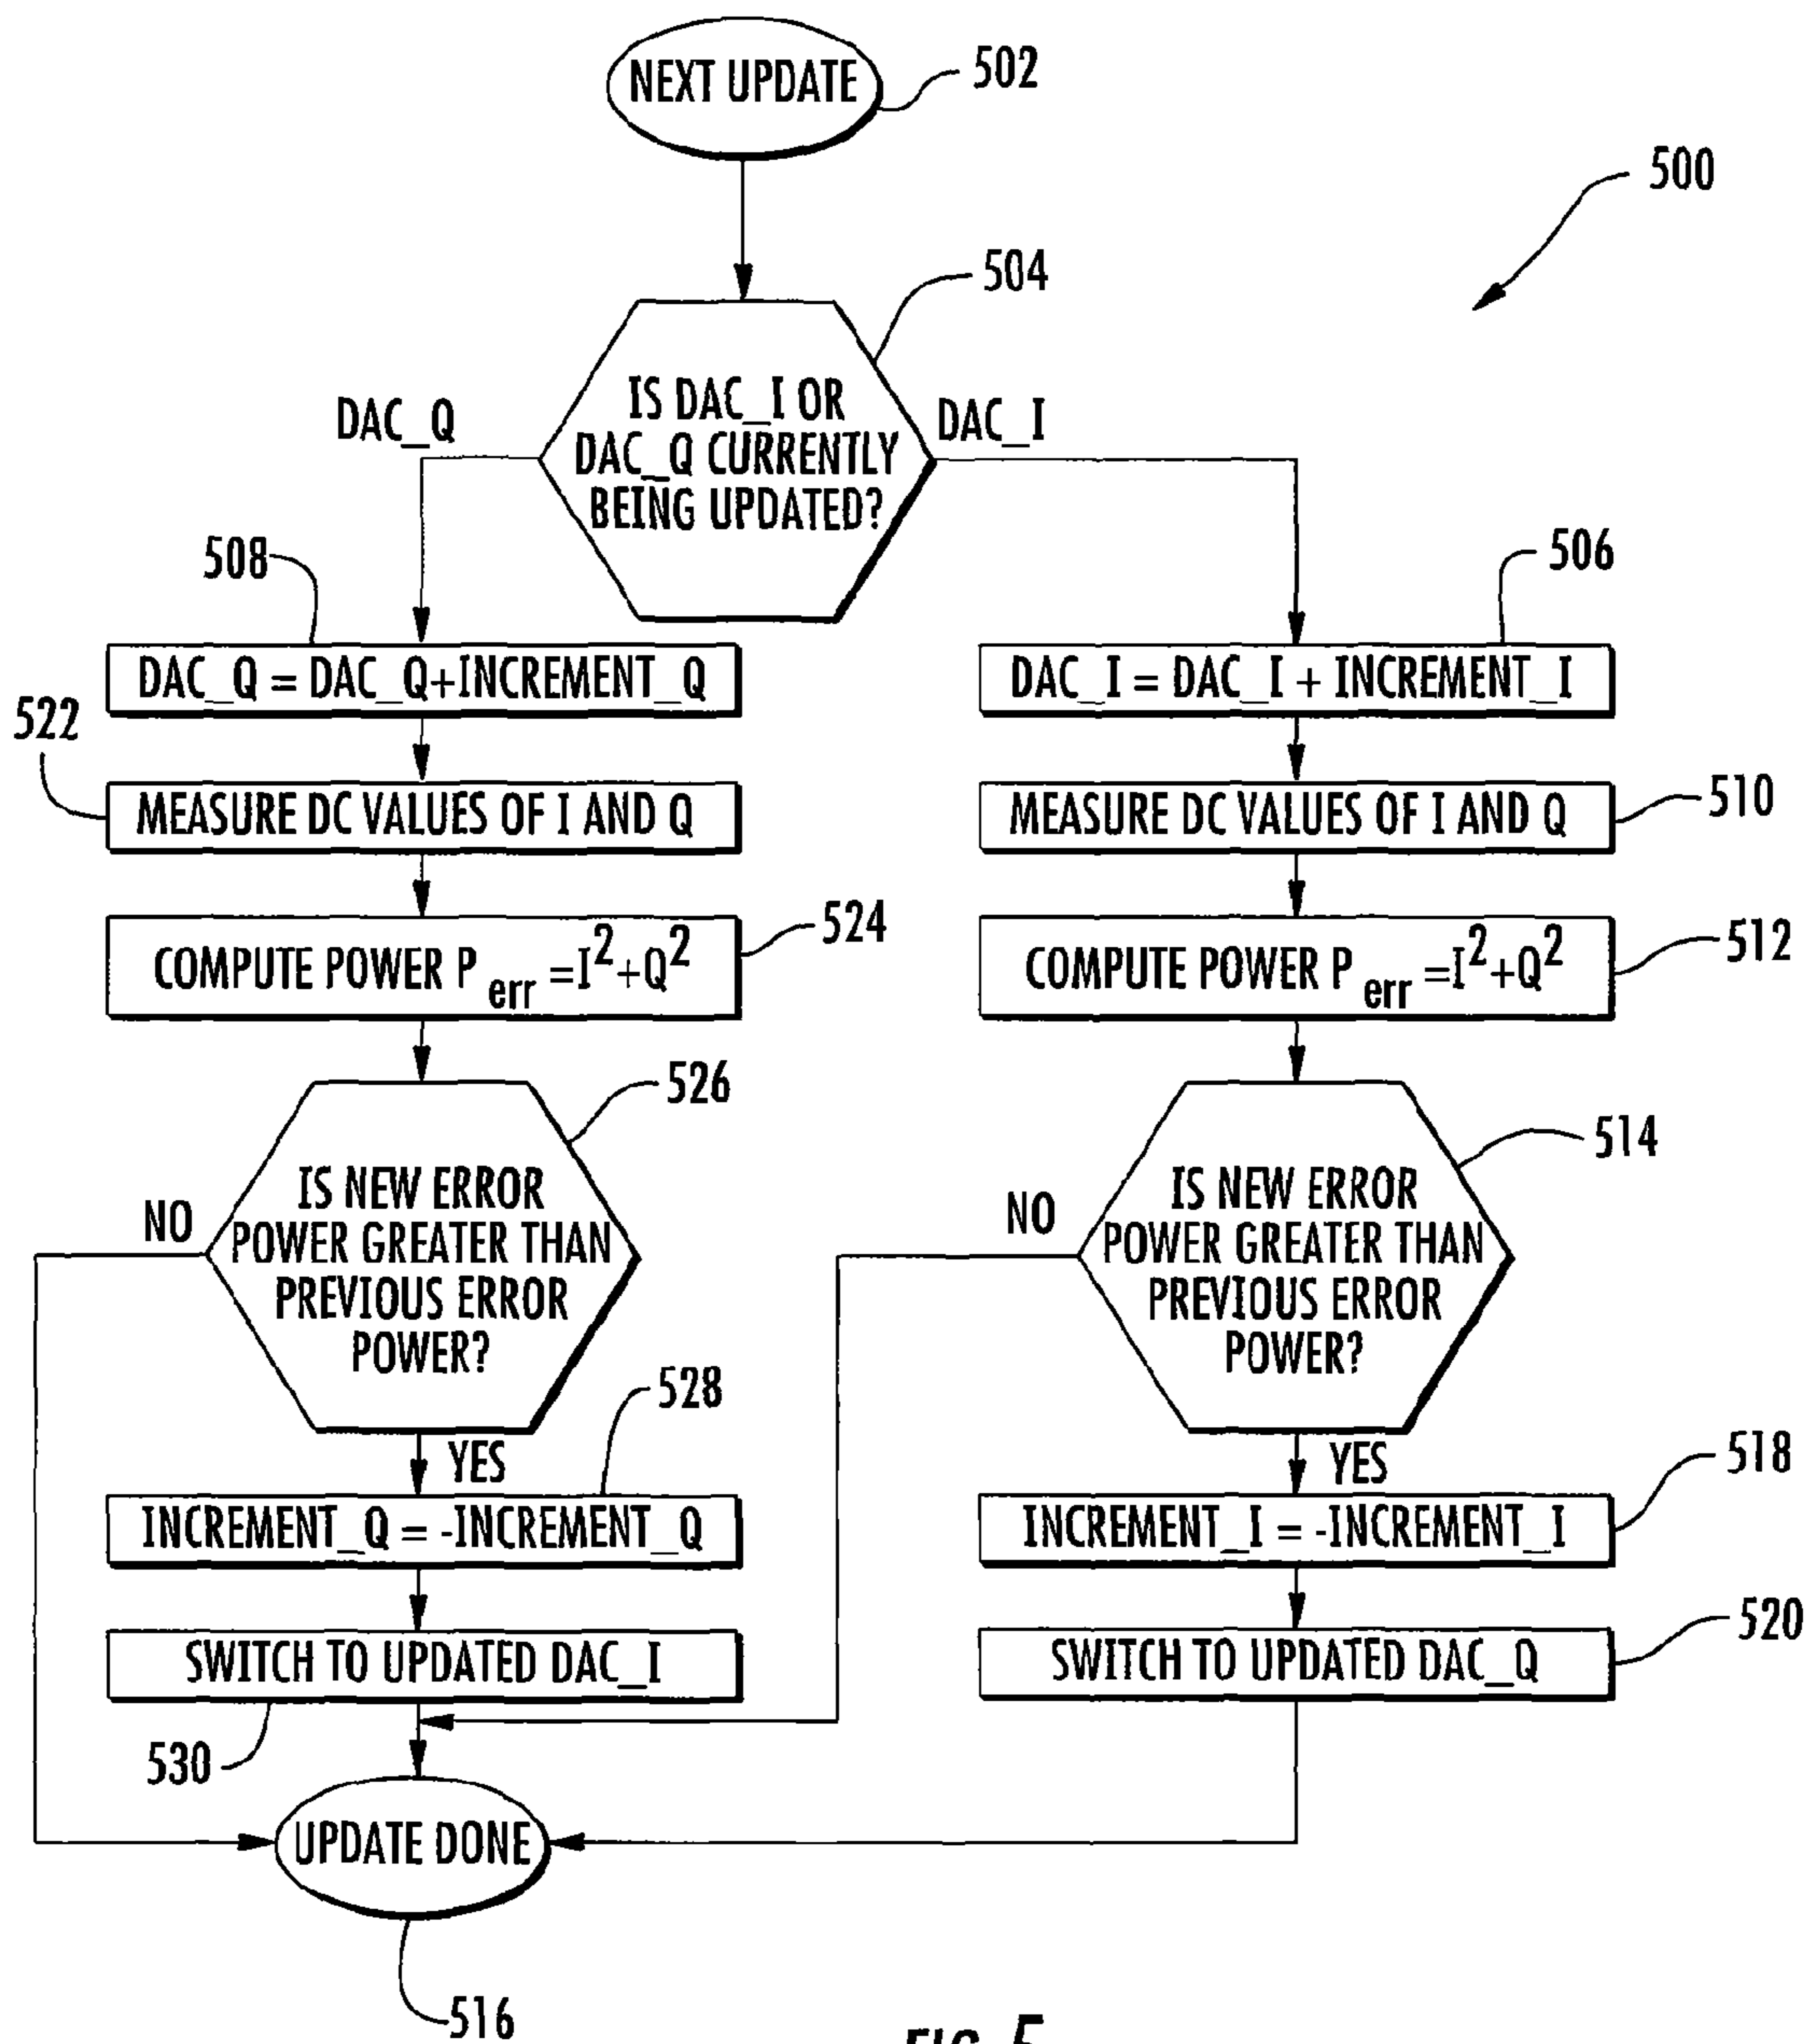 NEXT UPDATE
502
500
504
IS DAC_I OR
DAC_Q CURRENTLY
BEING UPDATED?
DAC_Q
DAC_I
508
506
DAC_Q = DAC_Q+INCREMENT_Q
DAC_I = DAC_I + INCREMENT_I
522
MEASURE DC VALUES OF I AND Q
MEASURE DC VALUES OF I AND Q
510
524
COMPUTE POWER P err =I²+Q²
COMPUTE POWER P err =I²+Q²
512
526
514
IS NEW ERROR
POWER GREATER THAN
PREVIOUS ERROR
POWER?
NO
IS NEW ERROR
POWER GREATER THAN
PREVIOUS ERROR
POWER?
NO
528
YES
YES
518
INCREMENT_Q = -INCREMENT_Q
INCREMENT_I = -INCREMENT_I
520
SWITCH TO UPDATED DAC_I
SWITCH TO UPDATED DAC_Q
530
UPDATE DONE
516
FIG. 5